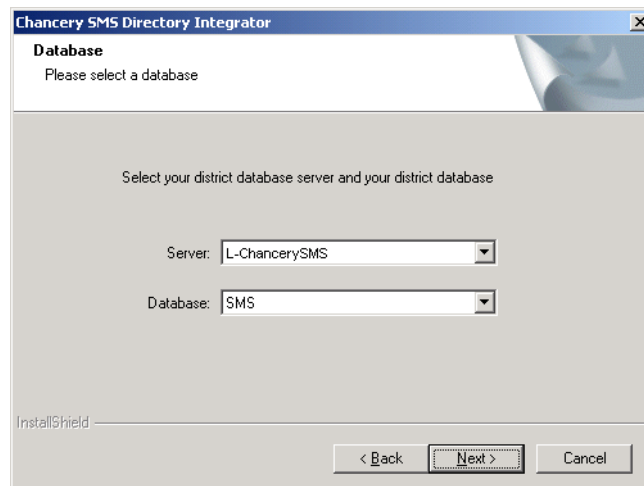 Chancery SMS Directory Integrator
Database
Please select a database
Select your district database server and your district database
Server: L-ChancerySMS
Database: SMS
InstallShield
< Back Next > Cancel